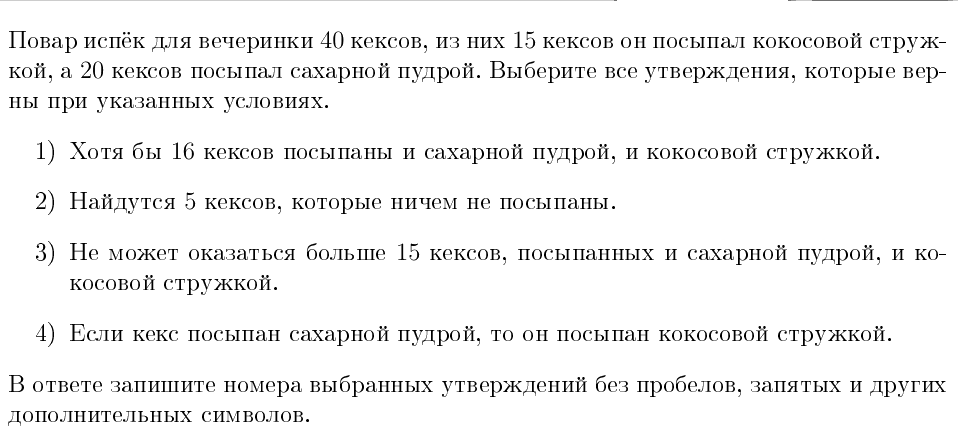 Повар испёк для вечеринки 40 кексов, из них 15 кексов он посыпал кокосовой струж-
кой, а 20 кексов посыпал сахарной пудрой. Выберите все утверждения, которые вер-
ны при указанных условиях.
1) Хотя бы 16 кексов посыпаны и сахарной пудрой, и кокосовой стружкой.
2) Найдутся 5 кексов, которые ничем не посыпаны.
3) Не может оказаться больше 15 кексов, посыпанных и сахарной пудрой, и ко-
косовой стружкой.
4) Если кекс посыпан сахарной пудрой, то он посыпан кокосовой стружкой.
В ответе запишите номера выбранных утверждений без пробелов, запятых и других
дополнительных символов.